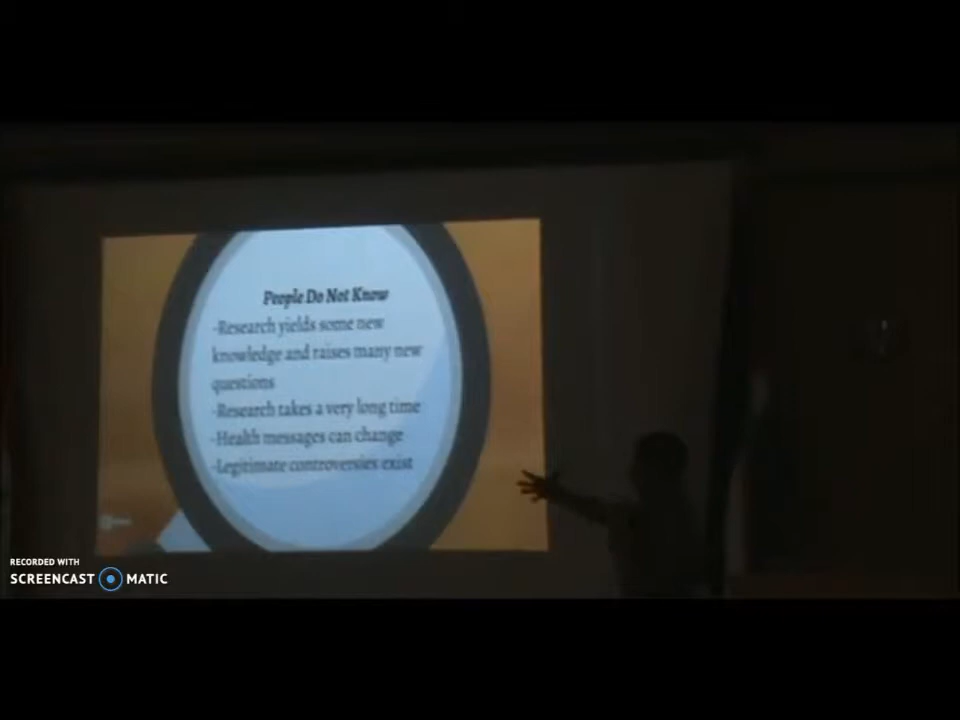 People Do Not Know
-Research yields some new
knowledge and raises many new
questions
-Research takes a very long time
-Health messages can change
-Legitimate controversies exist
RECORDED WITH
SCREENCAST MATIC